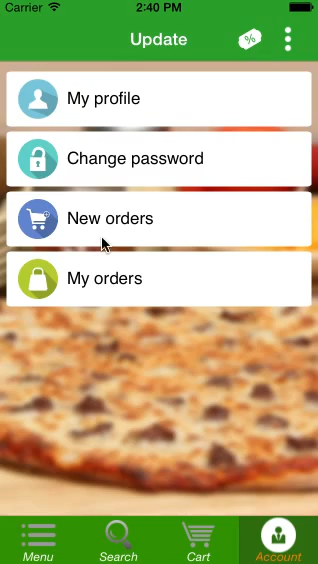 Carrier 2:40 PM
Update
%
My profile
Change password
New orders
My orders
Menu Search Cart Account